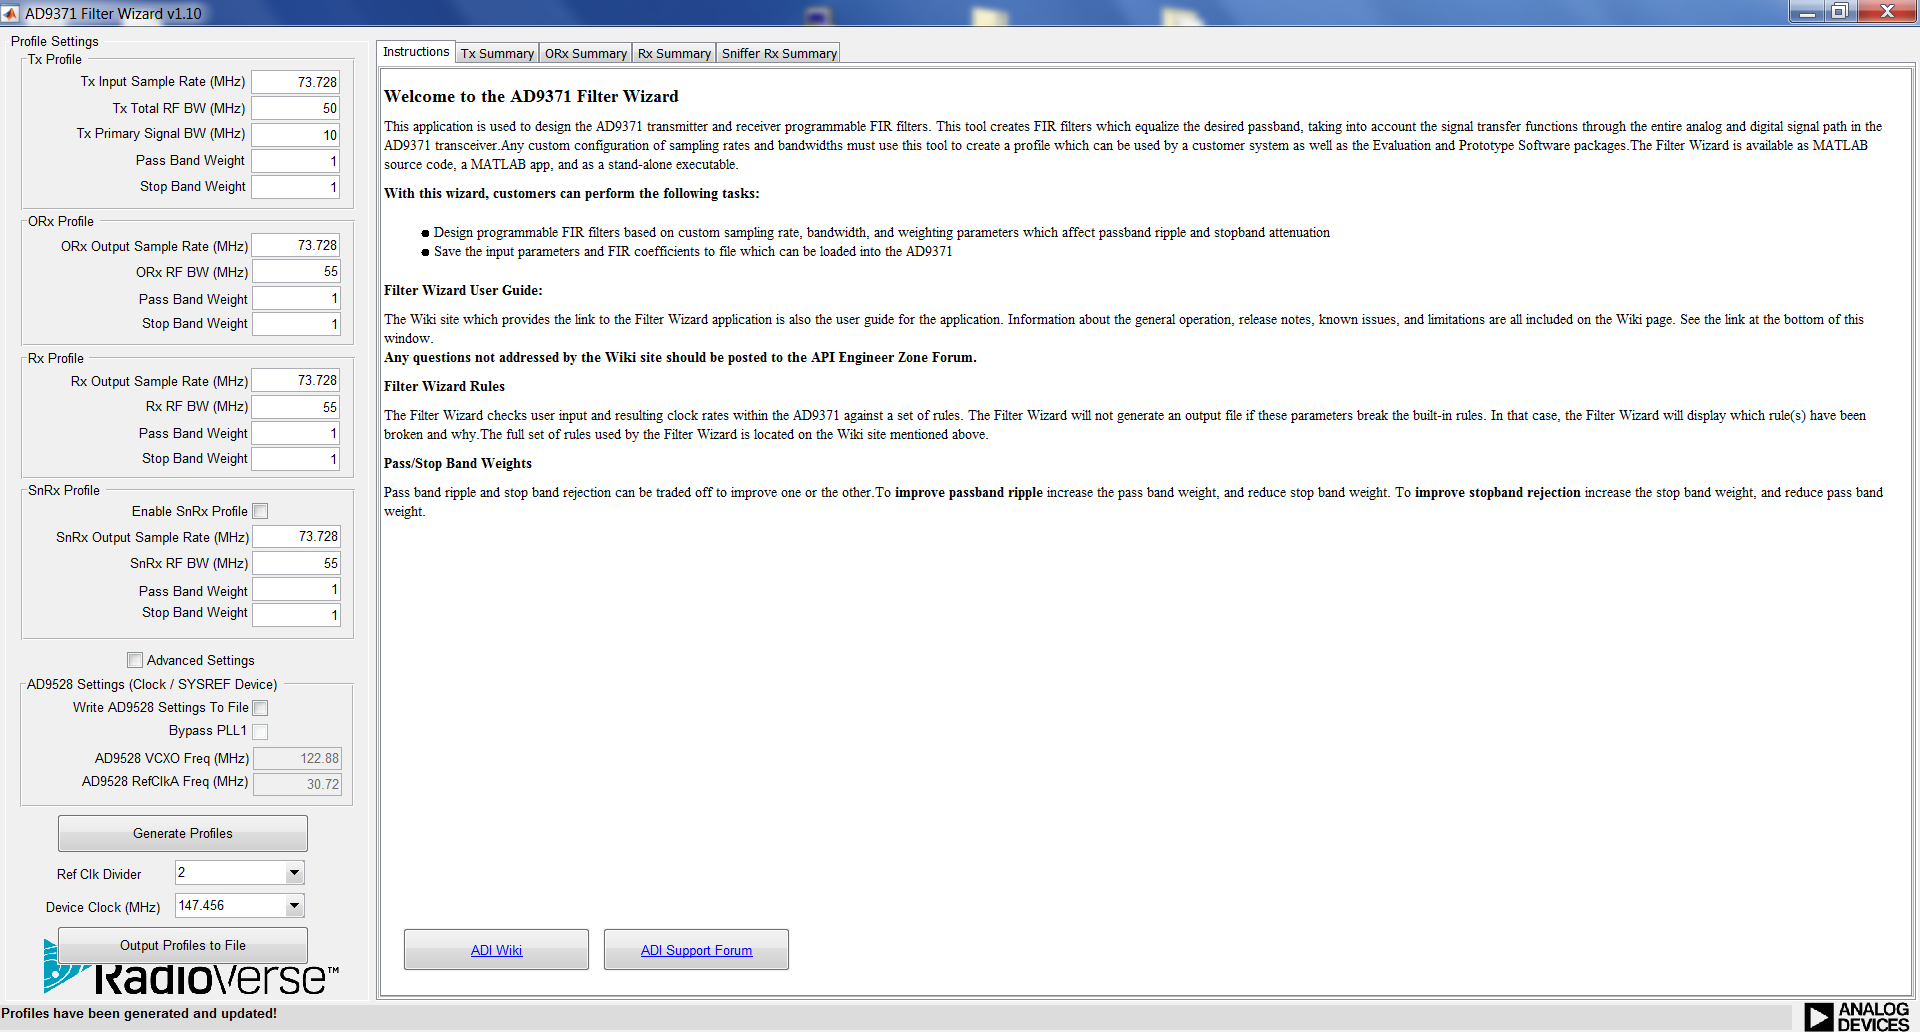 AD9371 Filter Wizard v1.10
Profile Settings
Tx Profile
Tx Input Sample Rate (MHz) 73.728
Tx Total RF BW (MHz) 50
Tx Primary Signal BW (MHz) 10
Pass Band Weight 1
Stop Band Weight 1
ORx Profile
ORx Output Sample Rate (MHz) 73.728
ORx RF BW (MHz) 55
Pass Band Weight 1
Stop Band Weight 1
Rx Profile
Rx Output Sample Rate (MHz) 73.728
Rx RF BW (MHz) 55
Pass Band Weight 1
Stop Band Weight 1
SnRx Profile
Enable SnRx Profile
SnRx Output Sample Rate (MHz) 73.728
SnRx RF BW (MHz) 55
Pass Band Weight 1
Stop Band Weight 1
Advanced Settings
AD9528 Settings (Clock / SYSREF Device)
Write AD9528 Settings To File
Bypass PLL1
AD9528 VCXO Freq (MHz) 122.88
AD9528 RefClkA Freq (MHz) 30.72
Generate Profiles
Ref Clk Divider 2
Device Clock (MHz) 147.456
Output Profiles to File
RadioVerse™
Instructions Tx Summary ORx Summary Rx Summary Sniffer Rx Summary
Welcome to the AD9371 Filter Wizard
This application is used to design the AD9371 transmitter and receiver programmable FIR filters. This tool creates FIR filters which equalize the desired passband, taking into account the signal transfer functions through the entire analog and digital signal path in the
AD9371 transceiver.Any custom configuration of sampling rates and bandwidths must use this tool to create a profile which can be used by a customer system as well as the Evaluation and Prototype Software packages.The Filter Wizard is available as MATLAB
source code, a MATLAB app, and as a stand-alone executable.
With this wizard, customers can perform the following tasks:
● Design programmable FIR filters based on custom sampling rate, bandwidth, and weighting parameters which affect passband ripple and stopband attenuation
● Save the input parameters and FIR coefficients to file which can be loaded into the AD9371
Filter Wizard User Guide:
The Wiki site which provides the link to the Filter Wizard application is also the user guide for the application. Information about the general operation, release notes, known issues, and limitations are all included on the Wiki page. See the link at the bottom of this
window.
Any questions not addressed by the Wiki site should be posted to the API Engineer Zone Forum.
Filter Wizard Rules
The Filter Wizard checks user input and resulting clock rates within the AD9371 against a set of rules. The Filter Wizard will not generate an output file if these parameters break the built-in rules. In that case, the Filter Wizard will display which rule(s) have been
broken and why.The full set of rules used by the Filter Wizard is located on the Wiki site mentioned above.
Pass/Stop Band Weights
Pass band ripple and stop band rejection can be traded off to improve one or the other.To improve passband ripple increase the pass band weight, and reduce stop band weight. To improve stopband rejection increase the stop band weight, and reduce pass band
weight.
ADI Wiki
ADI Support Forum
Profiles have been generated and updated!
ANALOG
DEVICES